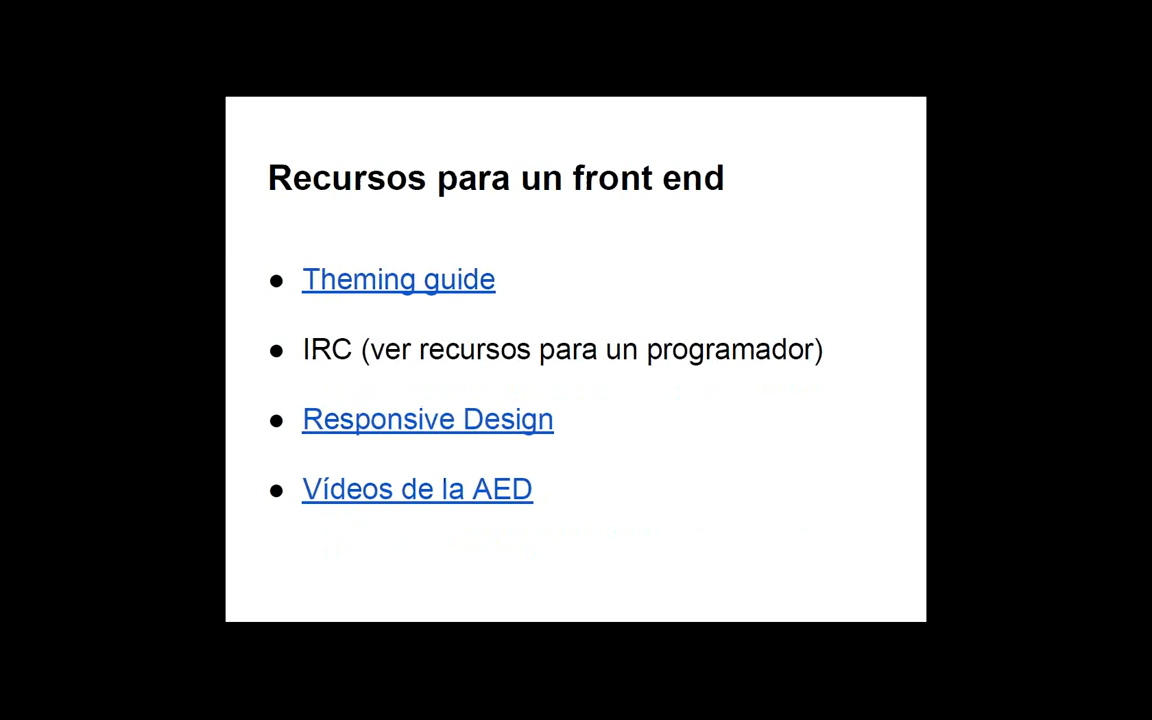 Recursos para un front end
● Theming guide
● IRC (ver recursos para un programador)
● Responsive Design
● Vídeos de la AED